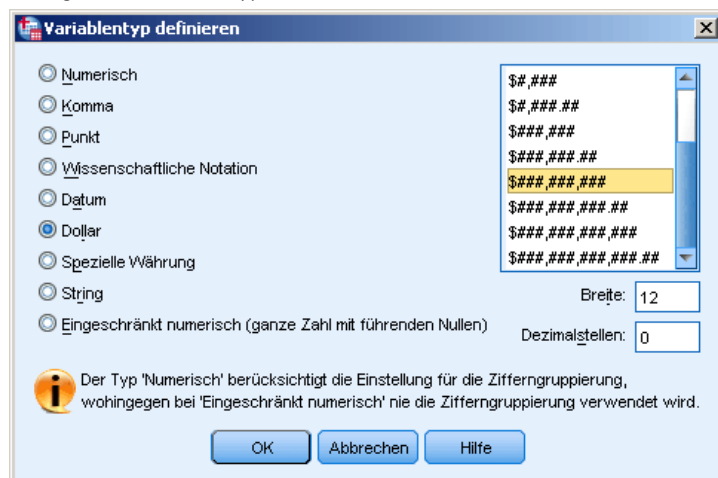 Variablentyp definieren
Numerisch
Komma
Punkt
Wissenschaftliche Notation
Datum
Dollar
Spezielle Währung
String
Eingeschränkt numerisch (ganze Zahl mit führenden Nullen)
$#,###
$#,###.##
$###,###
$###,###.##
$###,###,###
$###,###,###.##
$###,###,###,###
$###,###,###,###.##
Breite: 12
Dezimalstellen: 0
Der Typ 'Numerisch' berücksichtigt die Einstellung für die Zifferngruppierung,
wohingegen bei 'Eingeschränkt numerisch' nie die Zifferngruppierung verwendet wird.
OK Abbrechen Hilfe